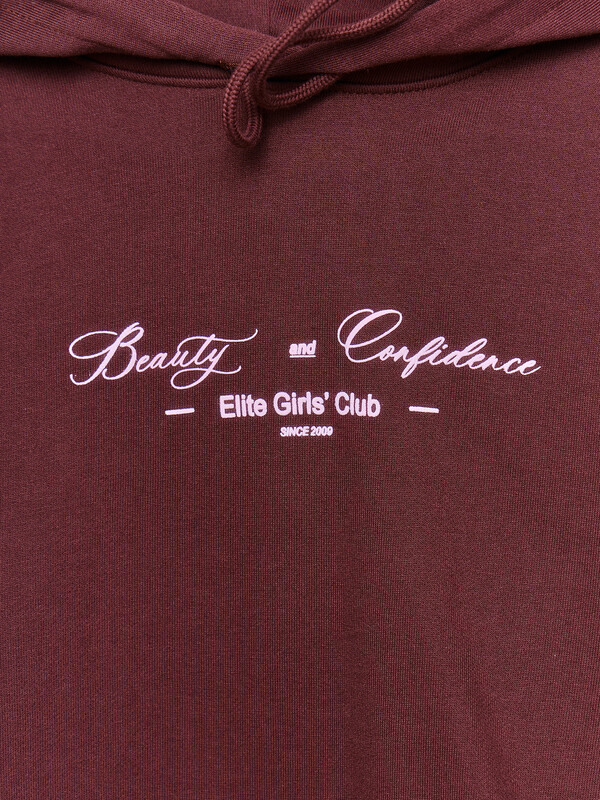 Beauty and Confidence
— Elite Girls' Club —
SINCE 2009